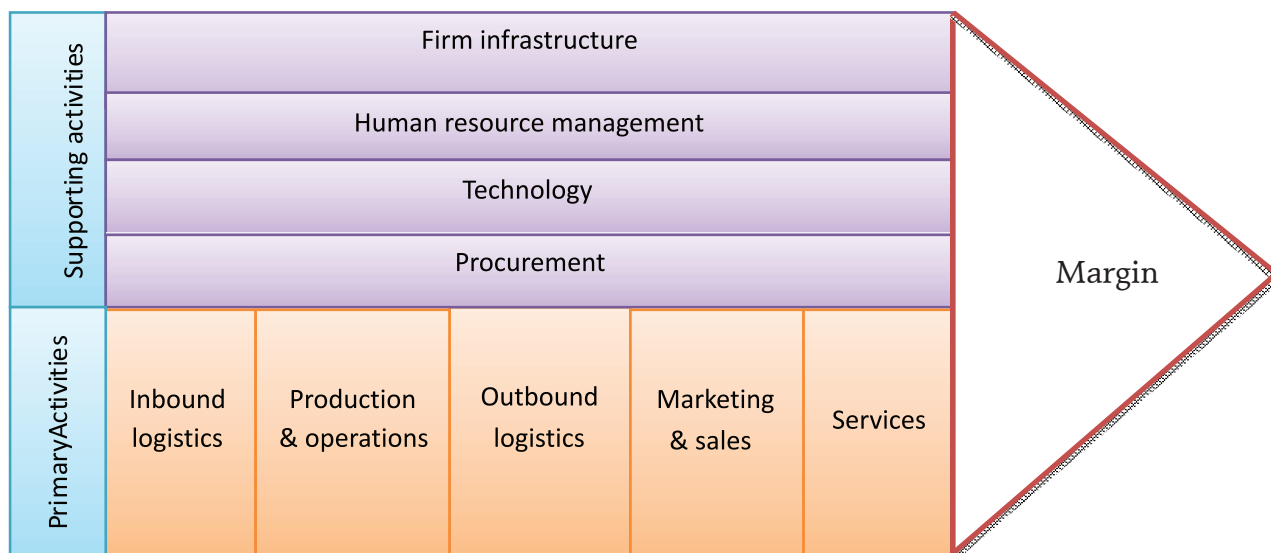 Supporting activities
Firm infrastructure
Human resource management
Technology
Procurement
Margin
PrimaryActivities
Inbound
logistics
Production
& operations
Outbound
logistics
Marketing
& sales
Services